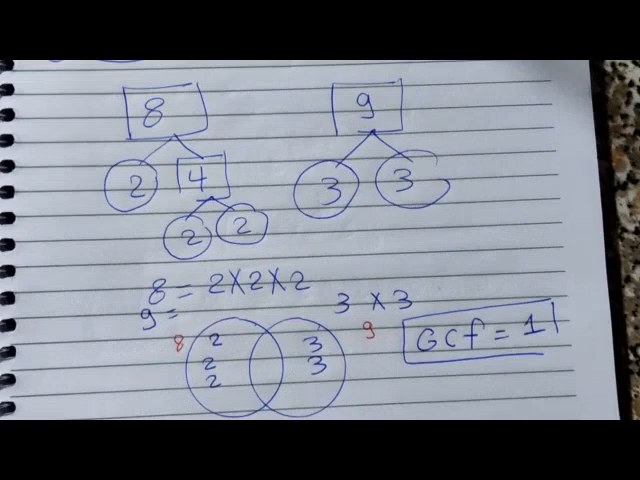 8 9
2 4 3 3
2 2
8 = 2X2X2
9 = 3 X 3
8 2 3 9
2 3
2
GCf = 1